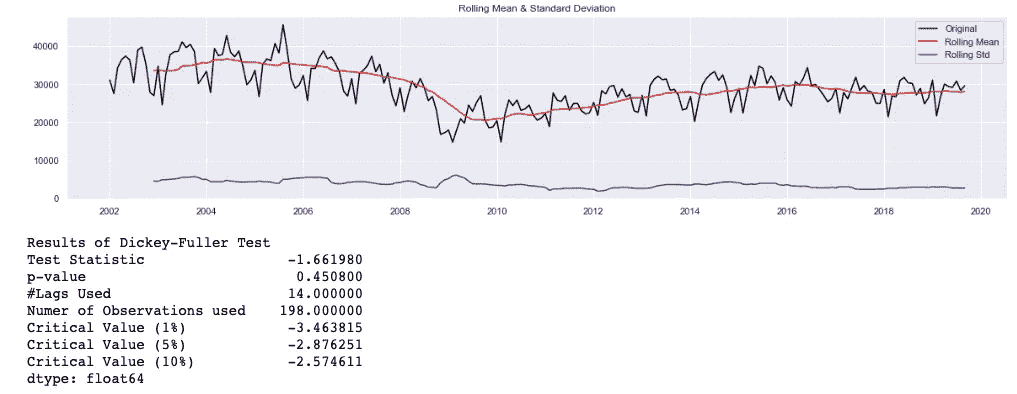 Rolling Mean & Standard Deviation
Original
Rolling Mean
Rolling Std
40000
30000
20000
10000
0
2002 2004 2006 2008 2010 2012 2014 2016 2018 2020
Results of Dickey-Fuller Test
Test Statistic -1.661980
p-value 0.450800
#Lags Used 14.000000
Numer of Observations used 198.000000
Critical Value (1%) -3.463815
Critical Value (5%) -2.876251
Critical Value (10%) -2.574611
dtype: float64